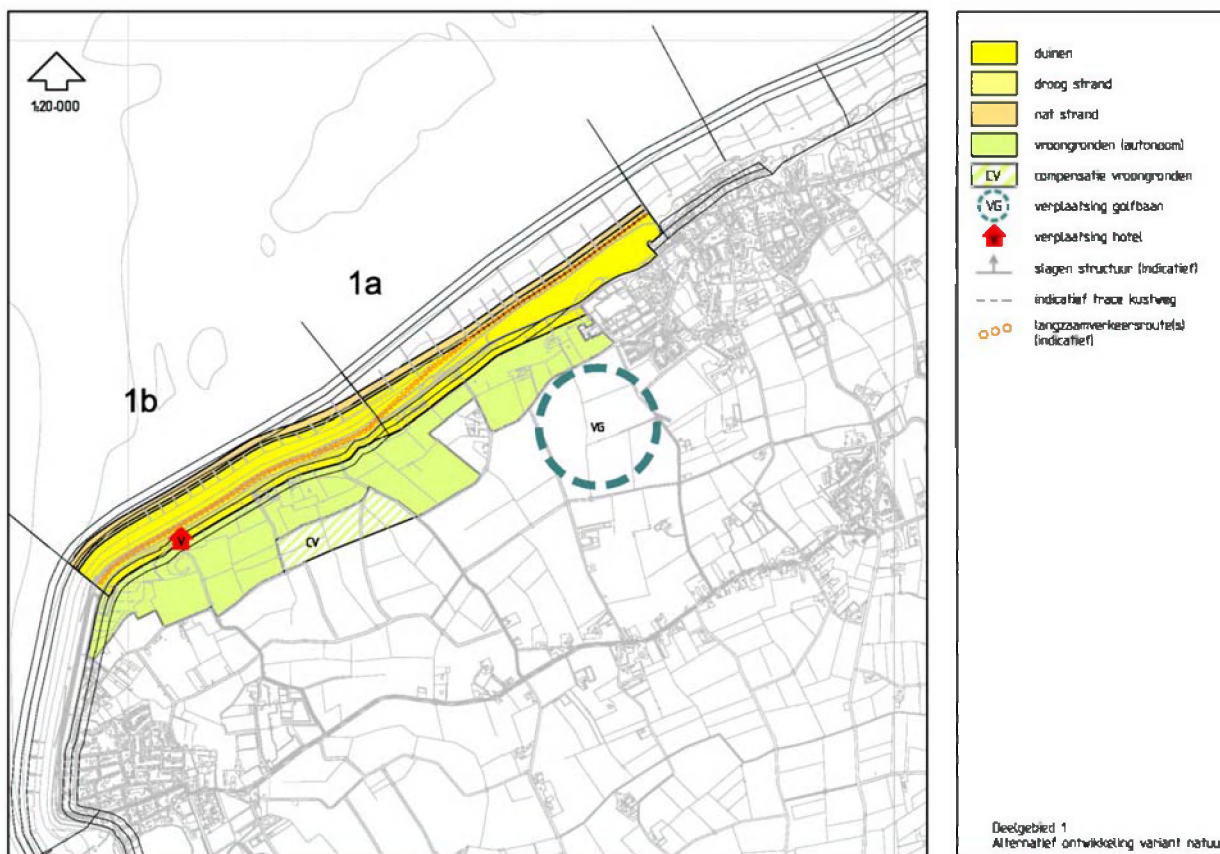 1:20-000
1a
1b
VG
V
CV
duinen
droog strand
nat strand
vroongronden (autonoom)
CV compensatie vroongronden
VG verplaatsing golfbaan
verplaatsing hotel
slagen structuur (indicatief)
indicatief trace kustweg
langzaamverkeersroute(s)
(indicatief)
Deelgebied 1
Alternatief ontwikkeling variant natuu